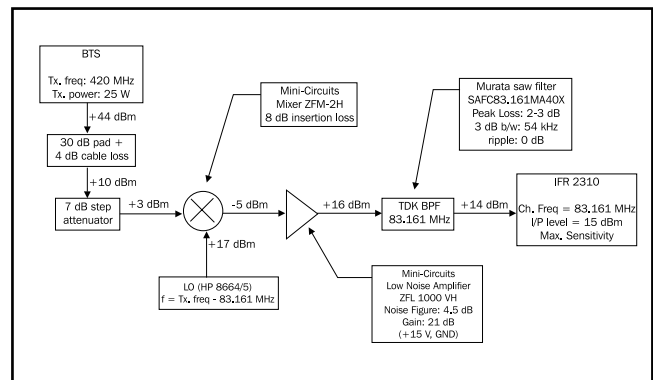 BTS
Tx. freq: 420 MHz
Tx. power: 25 W
+44 dBm
30 dB pad +
4 dB cable loss
+10 dBm
7 dB step
attenuator
+3 dBm
Mini-Circuits
Mixer ZFM-2H
8 dB insertion loss
-5 dBm
+17 dBm
LO (HP 8664/5)
f = Tx. freq - 83.161 MHz
+16 dBm
Mini-Circuits
Low Noise Amplifier
ZFL 1000 VH
Noise Figure: 4.5 dB
Gain: 21 dB
(+15 V, GND)
Murata saw filter
SAFC83.161MA40X
Peak Loss: 2-3 dB
3 dB b/w: 54 kHz
ripple: 0 dB
TDK BPF
83.161 MHz
+14 dBm
IFR 2310
Ch. Freq = 83.161 MHz
I/P level = 15 dBm
Max. Sensitivity